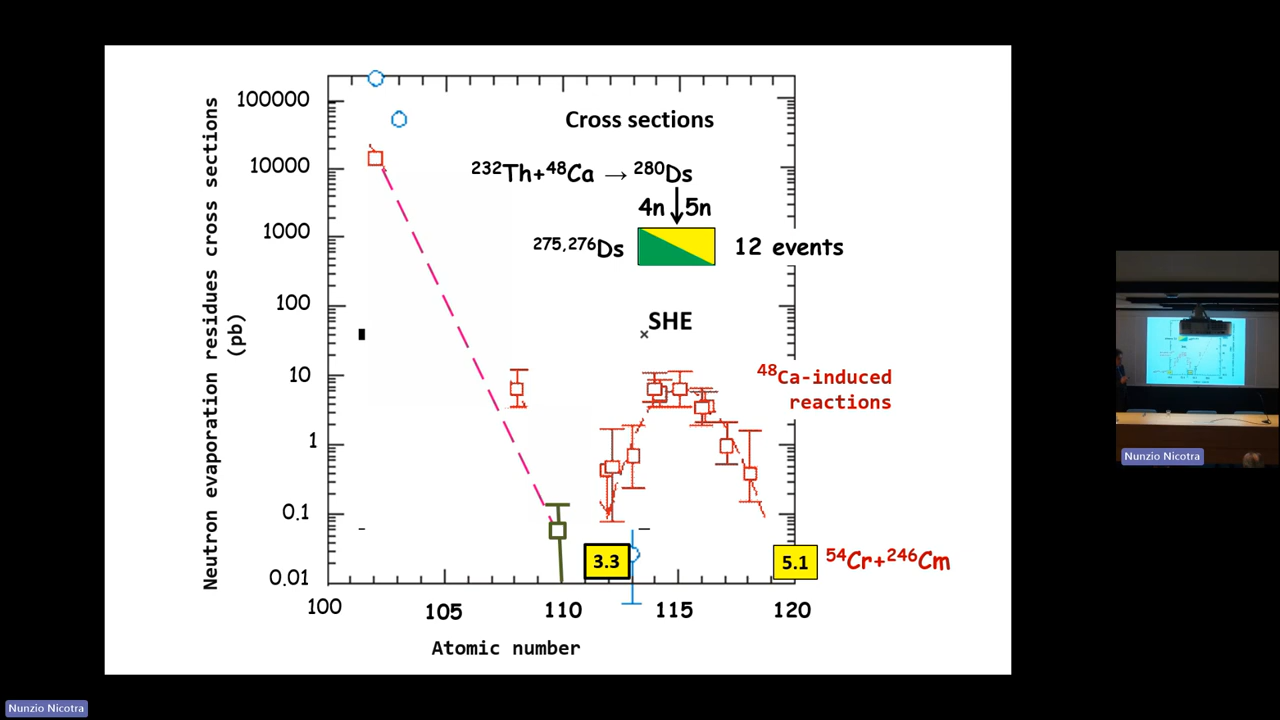 Cross sections
²³²Th+⁴⁸Ca → ²⁸⁰Ds
4n 5n
²⁷⁵,²⁷⁶Ds 12 events
SHE
⁴⁸Ca-induced
reactions
3.3
5.1 ⁵⁴Cr+²⁴⁶Cm
Neutron evaporation residues cross sections
(pb)
100000
10000
1000
100
10
1
0.1
0.01
100 105 110 115 120
Atomic number
Nunzio Nicotra
Nunzio Nicotra